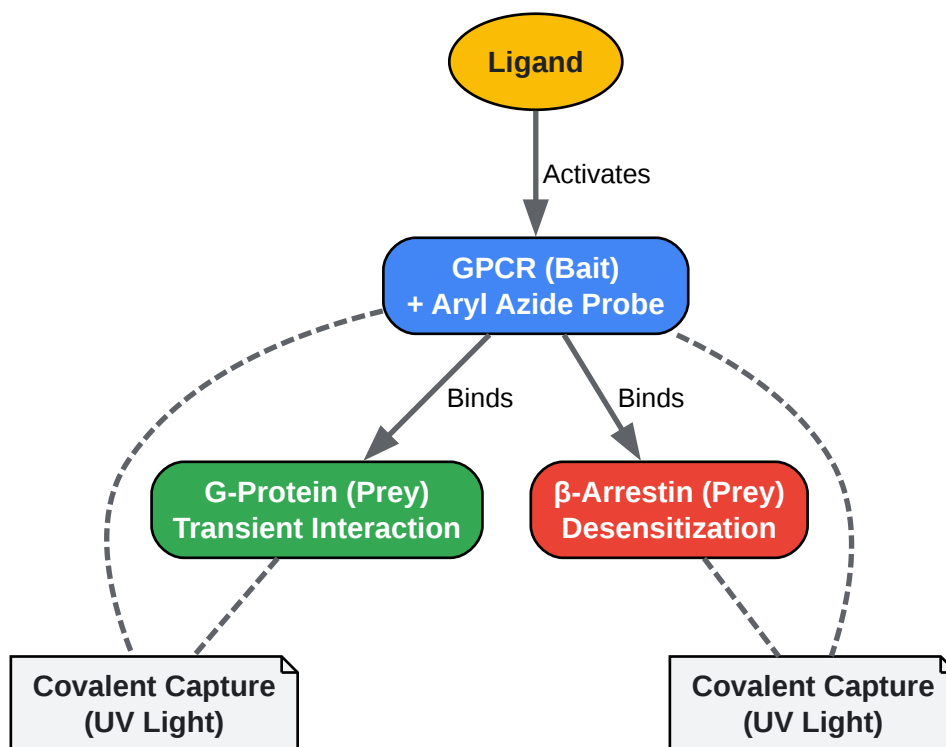 Ligand
Activates
GPCR (Bait)
+ Aryl Azide Probe
Binds
Binds
G-Protein (Prey)
Transient Interaction
β-Arrestin (Prey)
Desensitization
Covalent Capture
(UV Light)
Covalent Capture
(UV Light)